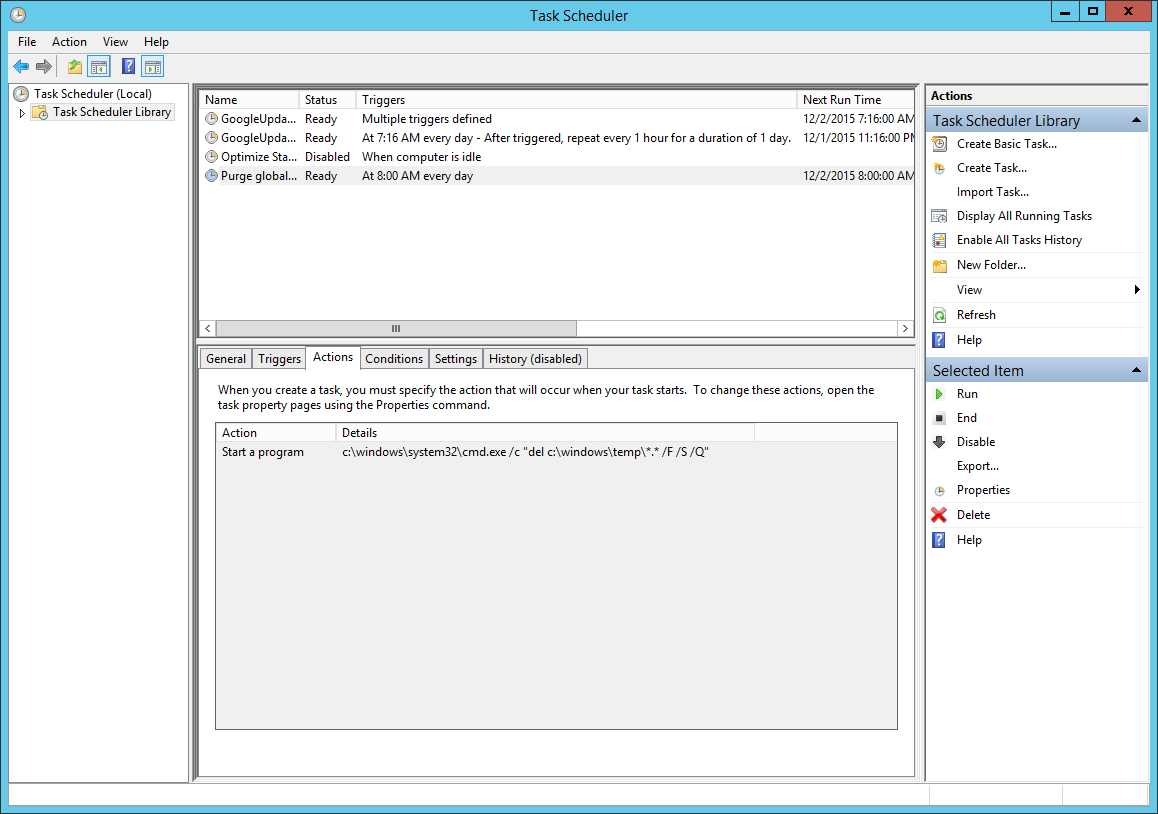 Task Scheduler
File Action View Help
Task Scheduler (Local)
Task Scheduler Library
Name Status Triggers Next Run Time
GoogleUpda... Ready Multiple triggers defined 12/2/2015 7:16:00 AM
GoogleUpda... Ready At 7:16 AM every day - After triggered, repeat every 1 hour for a duration of 1 day. 12/1/2015 11:16:00 PM
Optimize Sta... Disabled When computer is idle
Purge global... Ready At 8:00 AM every day 12/2/2015 8:00:00 AM
General Triggers Actions Conditions Settings History (disabled)
When you create a task, you must specify the action that will occur when your task starts. To change these actions, open the
task property pages using the Properties command.
Action Details
Start a program c:\windows\system32\cmd.exe /c "del c:\windows\temp\*.* /F /S /Q"
Actions
Task Scheduler Library
Create Basic Task...
Create Task...
Import Task...
Display All Running Tasks
Enable All Tasks History
New Folder...
View
Refresh
Help
Selected Item
Run
End
Disable
Export...
Properties
Delete
Help